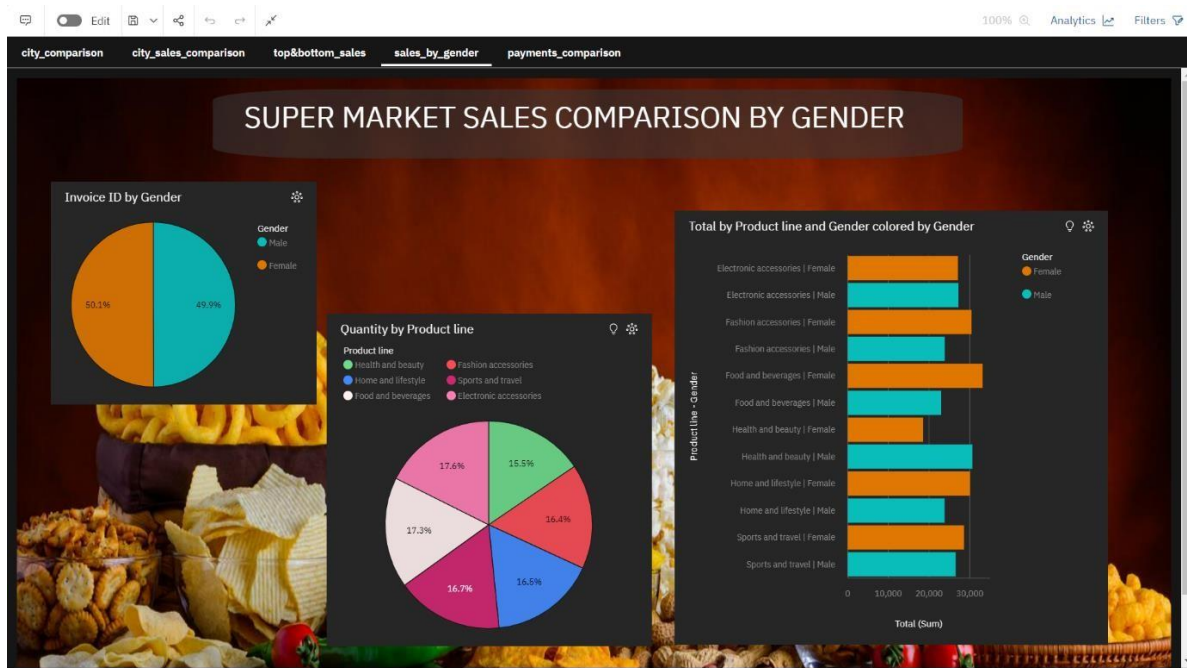 Edit
100%
Analytics
Filters
city_comparison city_sales_comparison top&bottom_sales sales_by_gender payments_comparison
SUPER MARKET SALES COMPARISON BY GENDER
Invoice ID by Gender
Gender
Male
Female
50.1%
49.9%
Quantity by Product line
Product line
Health and beauty
Fashion accessories
Home and lifestyle
Sports and travel
Food and beverages
Electronic accessories
17.6%
15.5%
17.3%
16.4%
16.7%
16.5%
Total by Product line and Gender colored by Gender
Gender
Female
Male
Product line - Gender
Electronic accessories | Female
Electronic accessories | Male
Fashion accessories | Female
Fashion accessories | Male
Food and beverages | Female
Food and beverages | Male
Health and beauty | Female
Health and beauty | Male
Home and lifestyle | Female
Home and lifestyle | Male
Sports and travel | Female
Sports and travel | Male
0 10,000 20,000 30,000
Total (Sum)